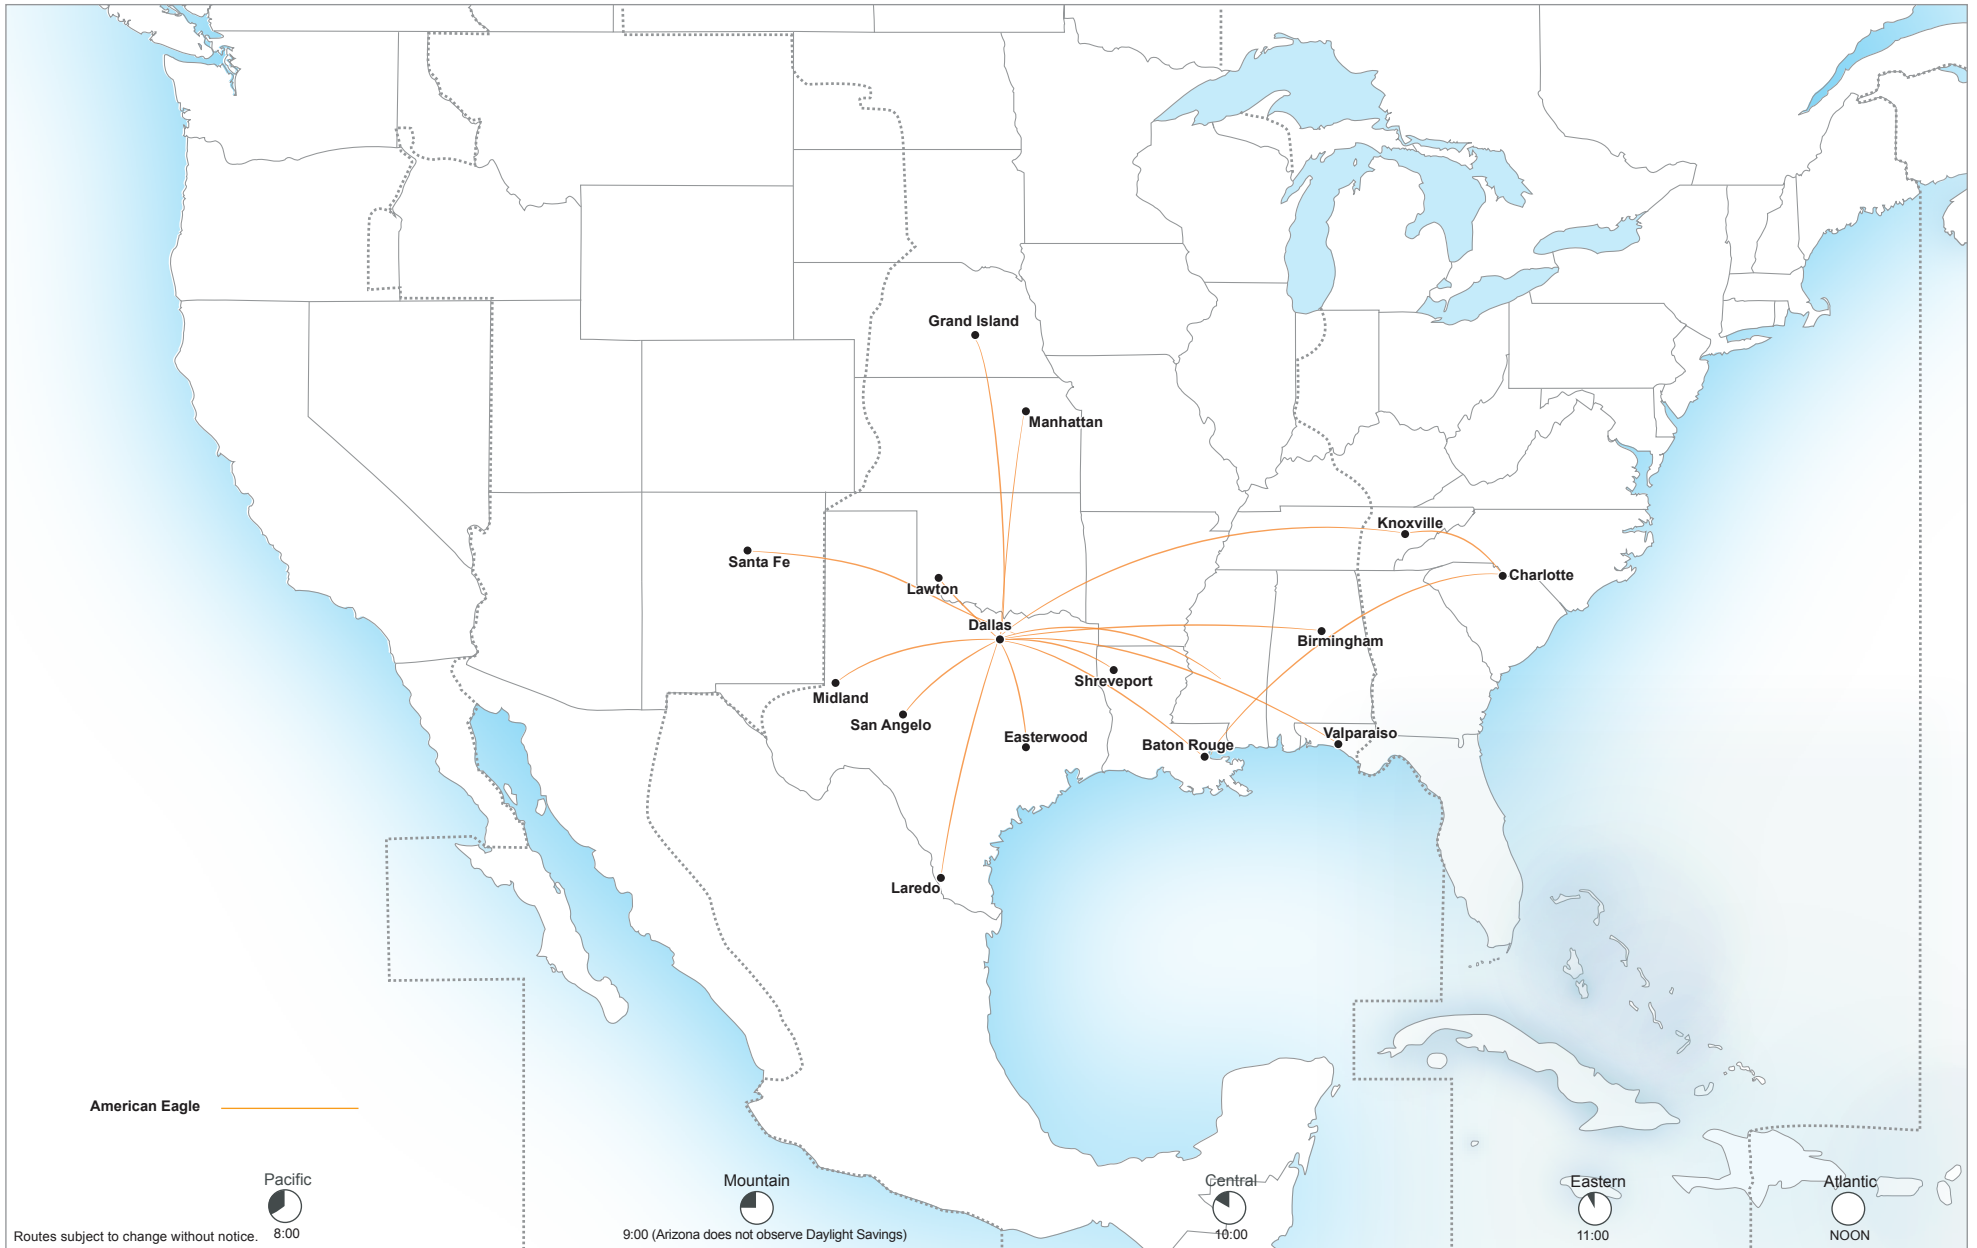 Grand Island
Manhattan
Knoxville
Santa Fe
Charlotte
Lawton
Dallas
Birmingham
Shreveport
Midland
San Angelo
Easterwood
Valparaiso
Baton Rouge
Laredo
American Eagle
Pacific
Mountain
Central
Eastern
Atlantic
Routes subject to change without notice.
8:00
9:00 (Arizona does not observe Daylight Savings)
10:00
11:00
NOON